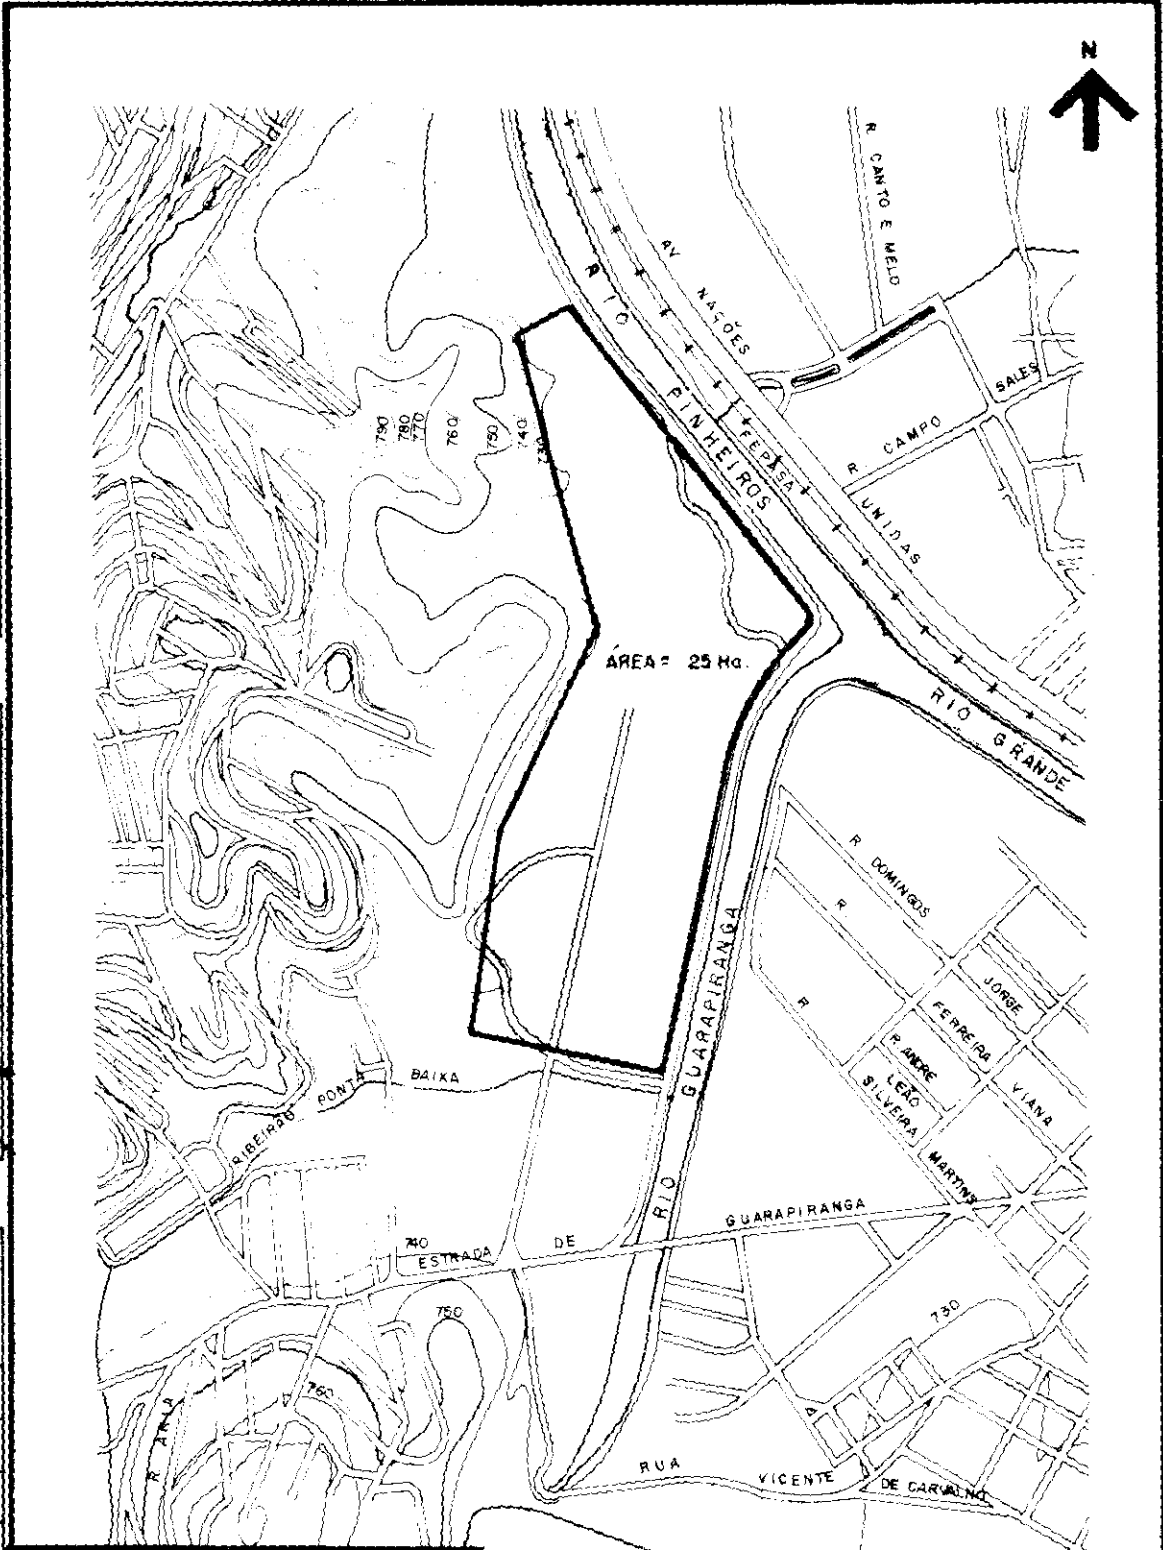 N
R. CANTO E MELO
AV. NAÇÕES
UNIDAS
RIO
PINHEIROS
FEPASA
R. CAMPO SALES
790
780
770
760
750
740
730
ÁREA = 25 Ha.
RIO GRANDE
R DOMINGOS
JORGE
R
FERREIRA
VIANA
R. ANDRÉ
LEÃO
SILVEIRA
R
MARTINS
RIO GUARAPIRANGA
RIBEIRÃO PONTA BAIXA
740
ESTRADA DE GUARAPIRANGA
750
760
730
RUA VICENTE DE CARVALHO